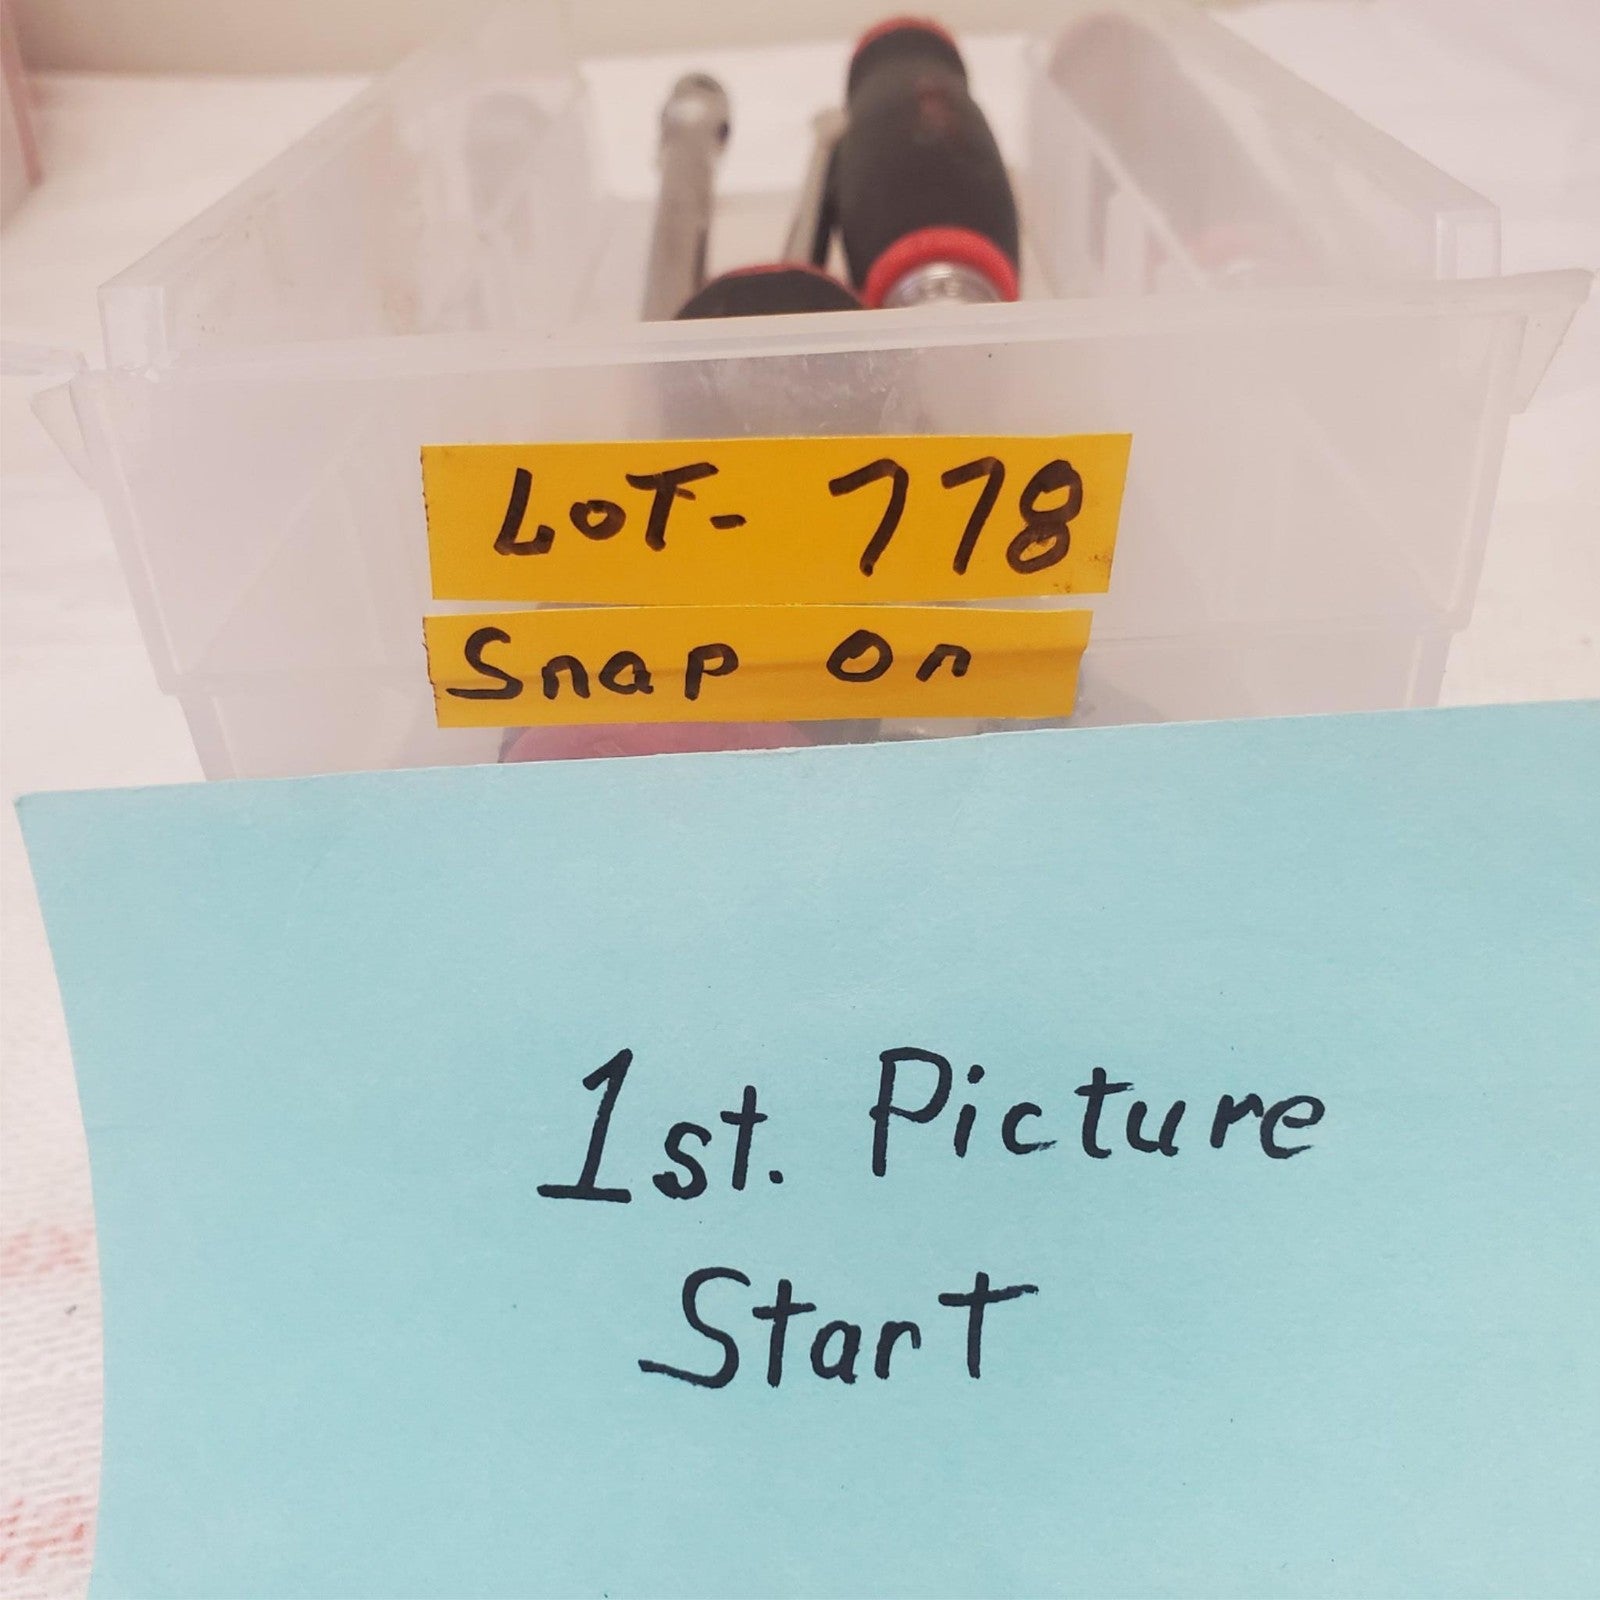 LOT- 778
Snap On
1st. Picture
Start